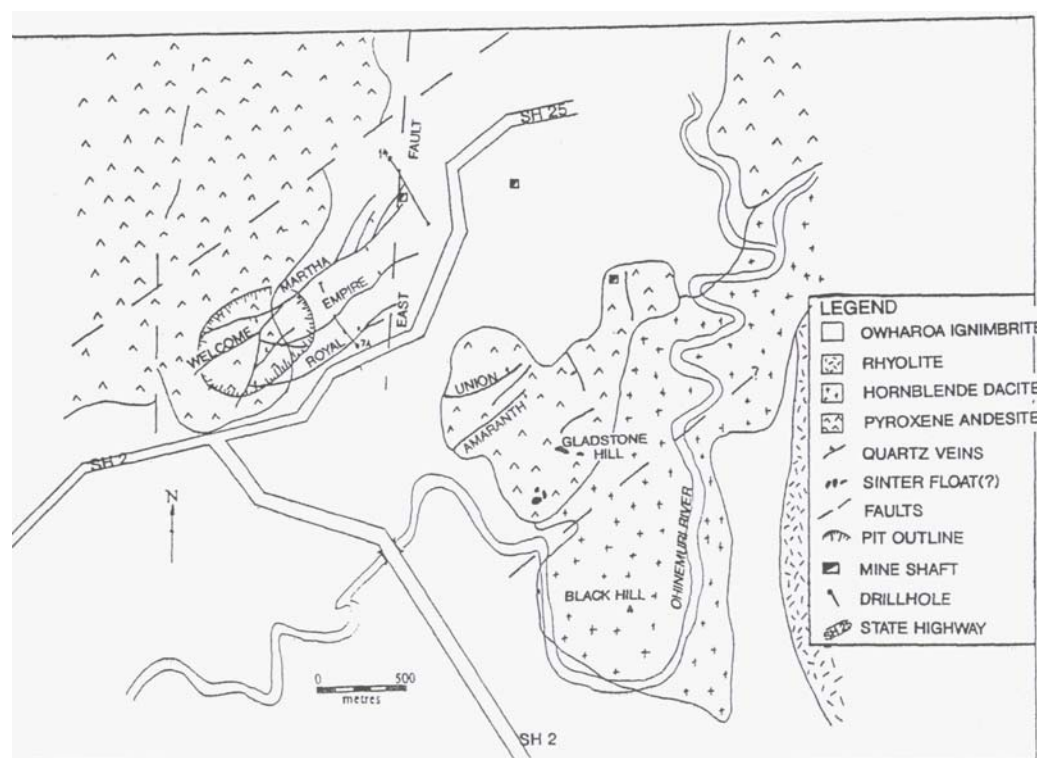 SH 25
FAULT
MARTHA
EMPIRE
WELCOME
ROYAL
EAST
SH 2
N
UNION
AMARANTH
GLADSTONE
HILL
?
OHINEMURI RIVER
BLACK HILL
0 500
metres
SH 2
LEGEND
OWHAROA IGNIMBRITE
RHYOLITE
HORNBLENDE DACITE
PYROXENE ANDESITE
QUARTZ VEINS
SINTER FLOAT(?)
FAULTS
PIT OUTLINE
MINE SHAFT
DRILLHOLE
SH 25 STATE HIGHWAY